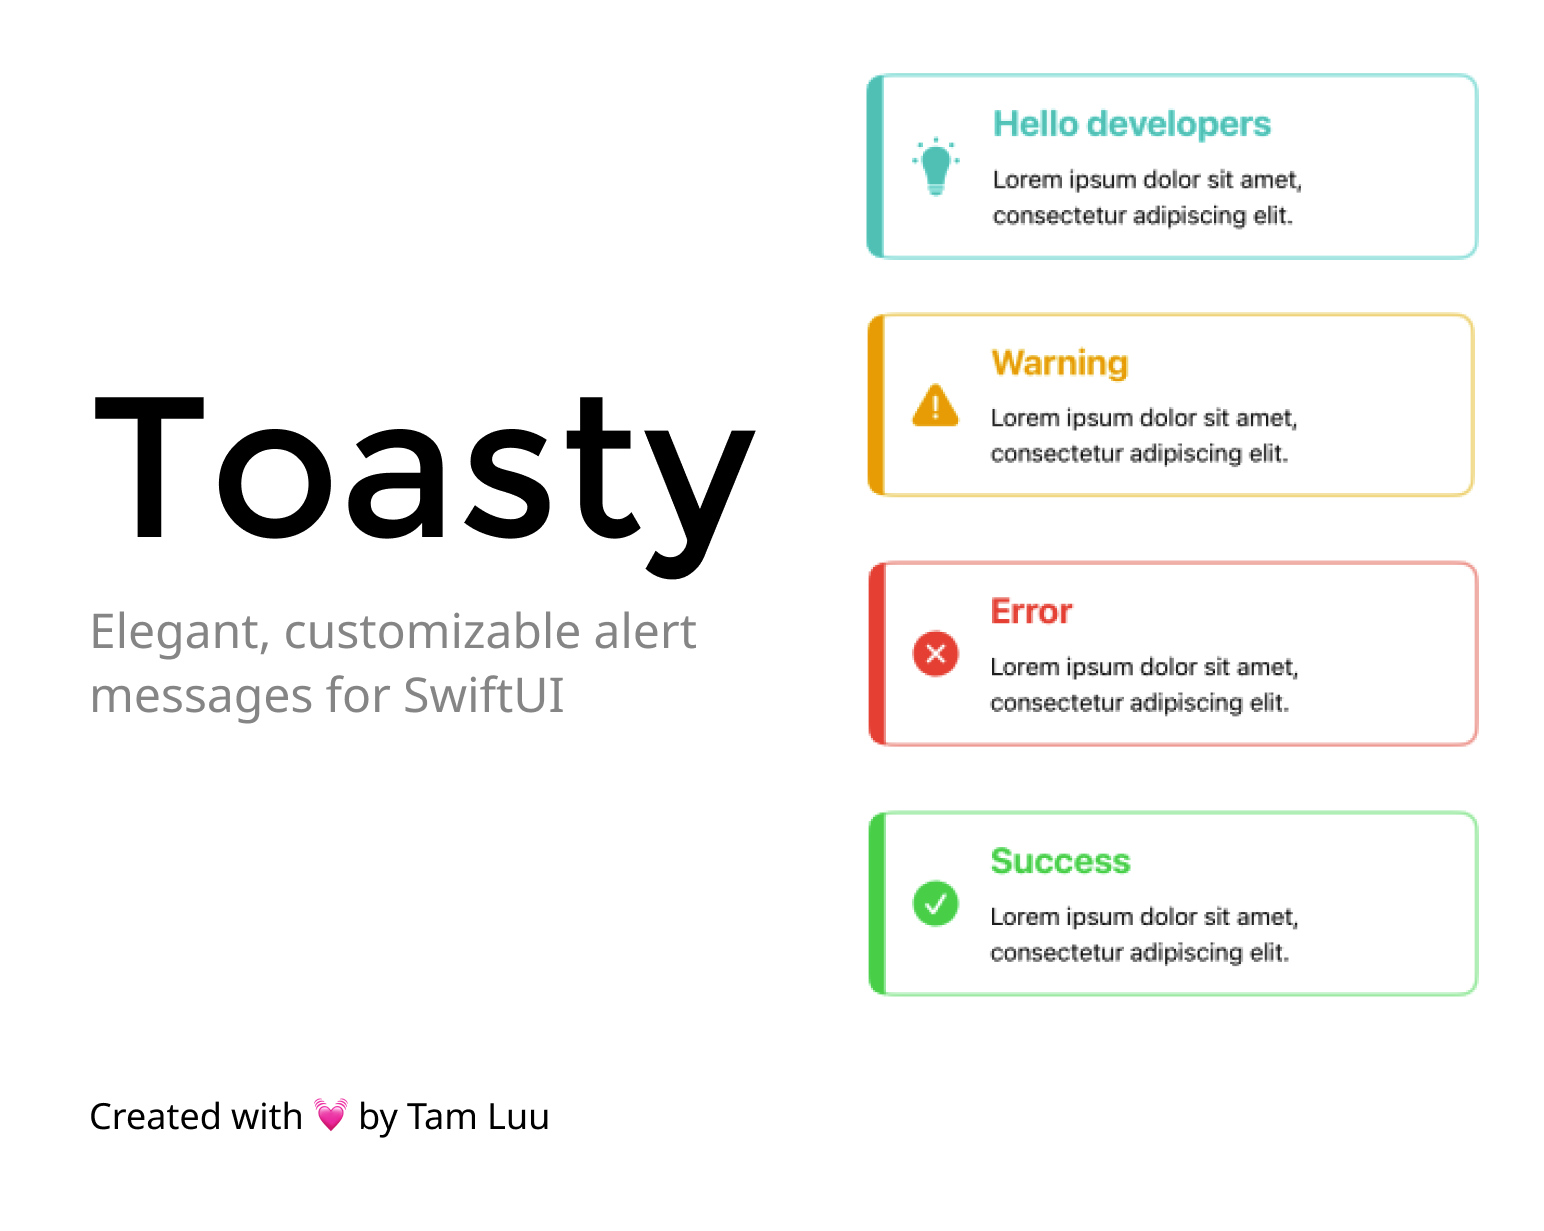 Toasty
Elegant, customizable alert
messages for SwiftUI
Created with 💓 by Tam Luu
Hello developers
Lorem ipsum dolor sit amet,
consectetur adipiscing elit.
Warning
Lorem ipsum dolor sit amet,
consectetur adipiscing elit.
Error
Lorem ipsum dolor sit amet,
consectetur adipiscing elit.
Success
Lorem ipsum dolor sit amet,
consectetur adipiscing elit.